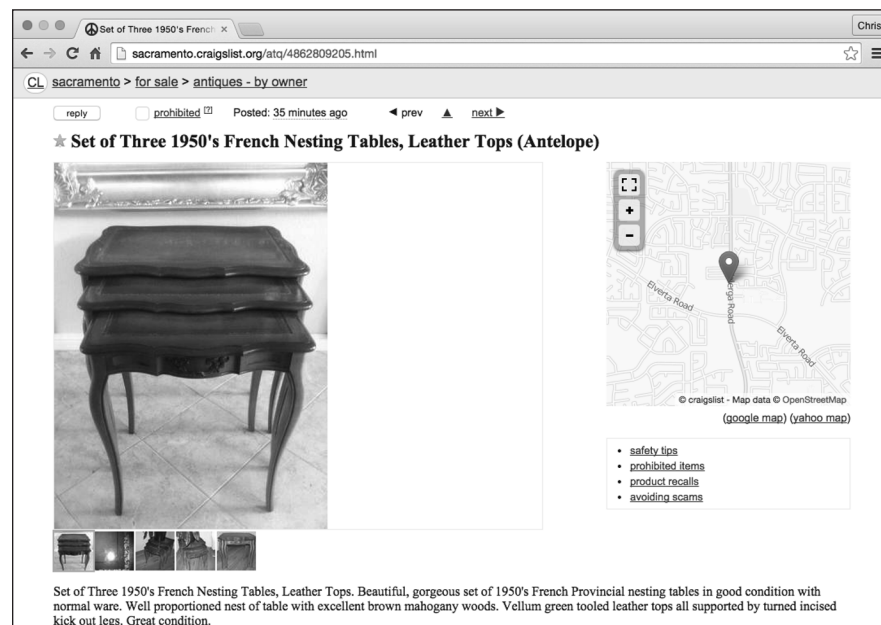 Set of Three 1950's French
Chris
sacramento.craigslist.org/atq/4862809205.html
CL sacramento > for sale > antiques - by owner
reply prohibited [?] Posted: 35 minutes ago ◀ prev ▲ next ▶
Set of Three 1950's French Nesting Tables, Leather Tops (Antelope)
+
−
Elverta Road
erga Road
Elverta Road
© craigslist - Map data © OpenStreetMap
(google map) (yahoo map)
• safety tips
• prohibited items
• product recalls
• avoiding scams
Set of Three 1950's French Nesting Tables, Leather Tops. Beautiful, gorgeous set of 1950's French Provincial nesting tables in good condition with
normal ware. Well proportioned nest of table with excellent brown mahogany woods. Vellum green tooled leather tops all supported by turned incised
kick out legs. Great condition.